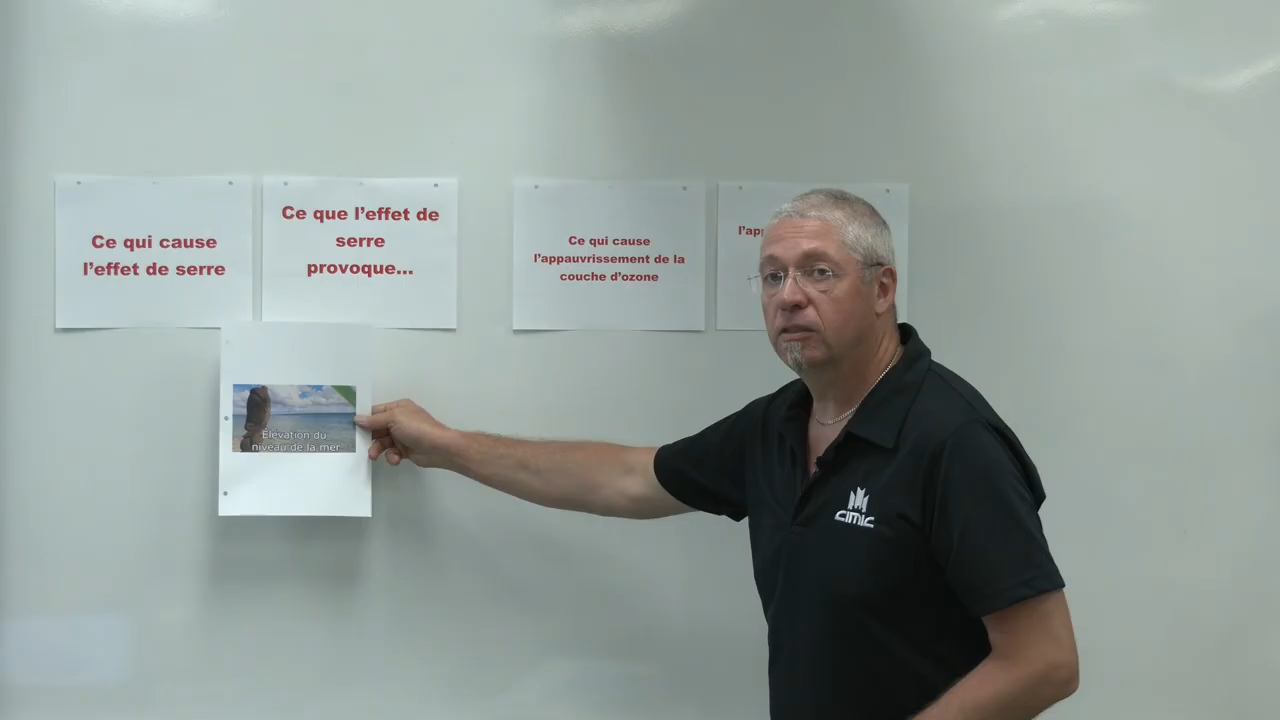 Ce qui cause
l'effet de serre
Ce que l'effet de
serre
provoque...
Ce qui cause
l'appauvrissement de la
couche d'ozone
Élévation du
niveau de la mer
CIMIC